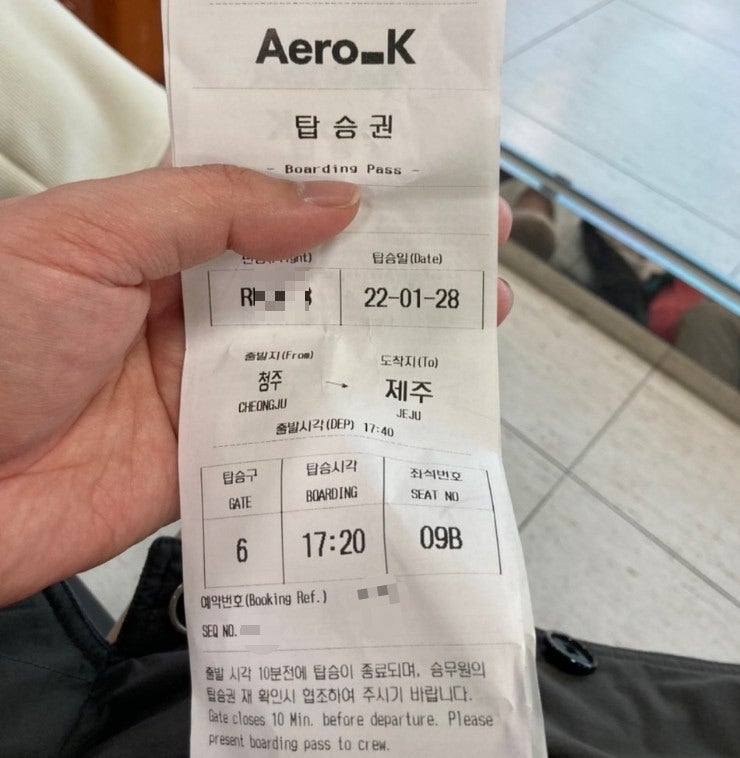 Aero_K
탑승권
- Boarding Pass -
탑승일(Date)
22-01-28
출발지(From) 도착지(To)
청주 → 제주
CHEONGJU JEJU
출발시각(DEP) 17:40
탑승구 탑승시각 좌석번호
GATE BOARDING SEAT NO
6 17:20 09B
예약번호(Booking Ref.)
SEQ NO.
출발 시각 10분전에 탑승이 종료되며, 승무원의
탑승권 재 확인시 협조하여 주시기 바랍니다.
Gate closes 10 Min. before departure. Please
present boarding pass to crew.